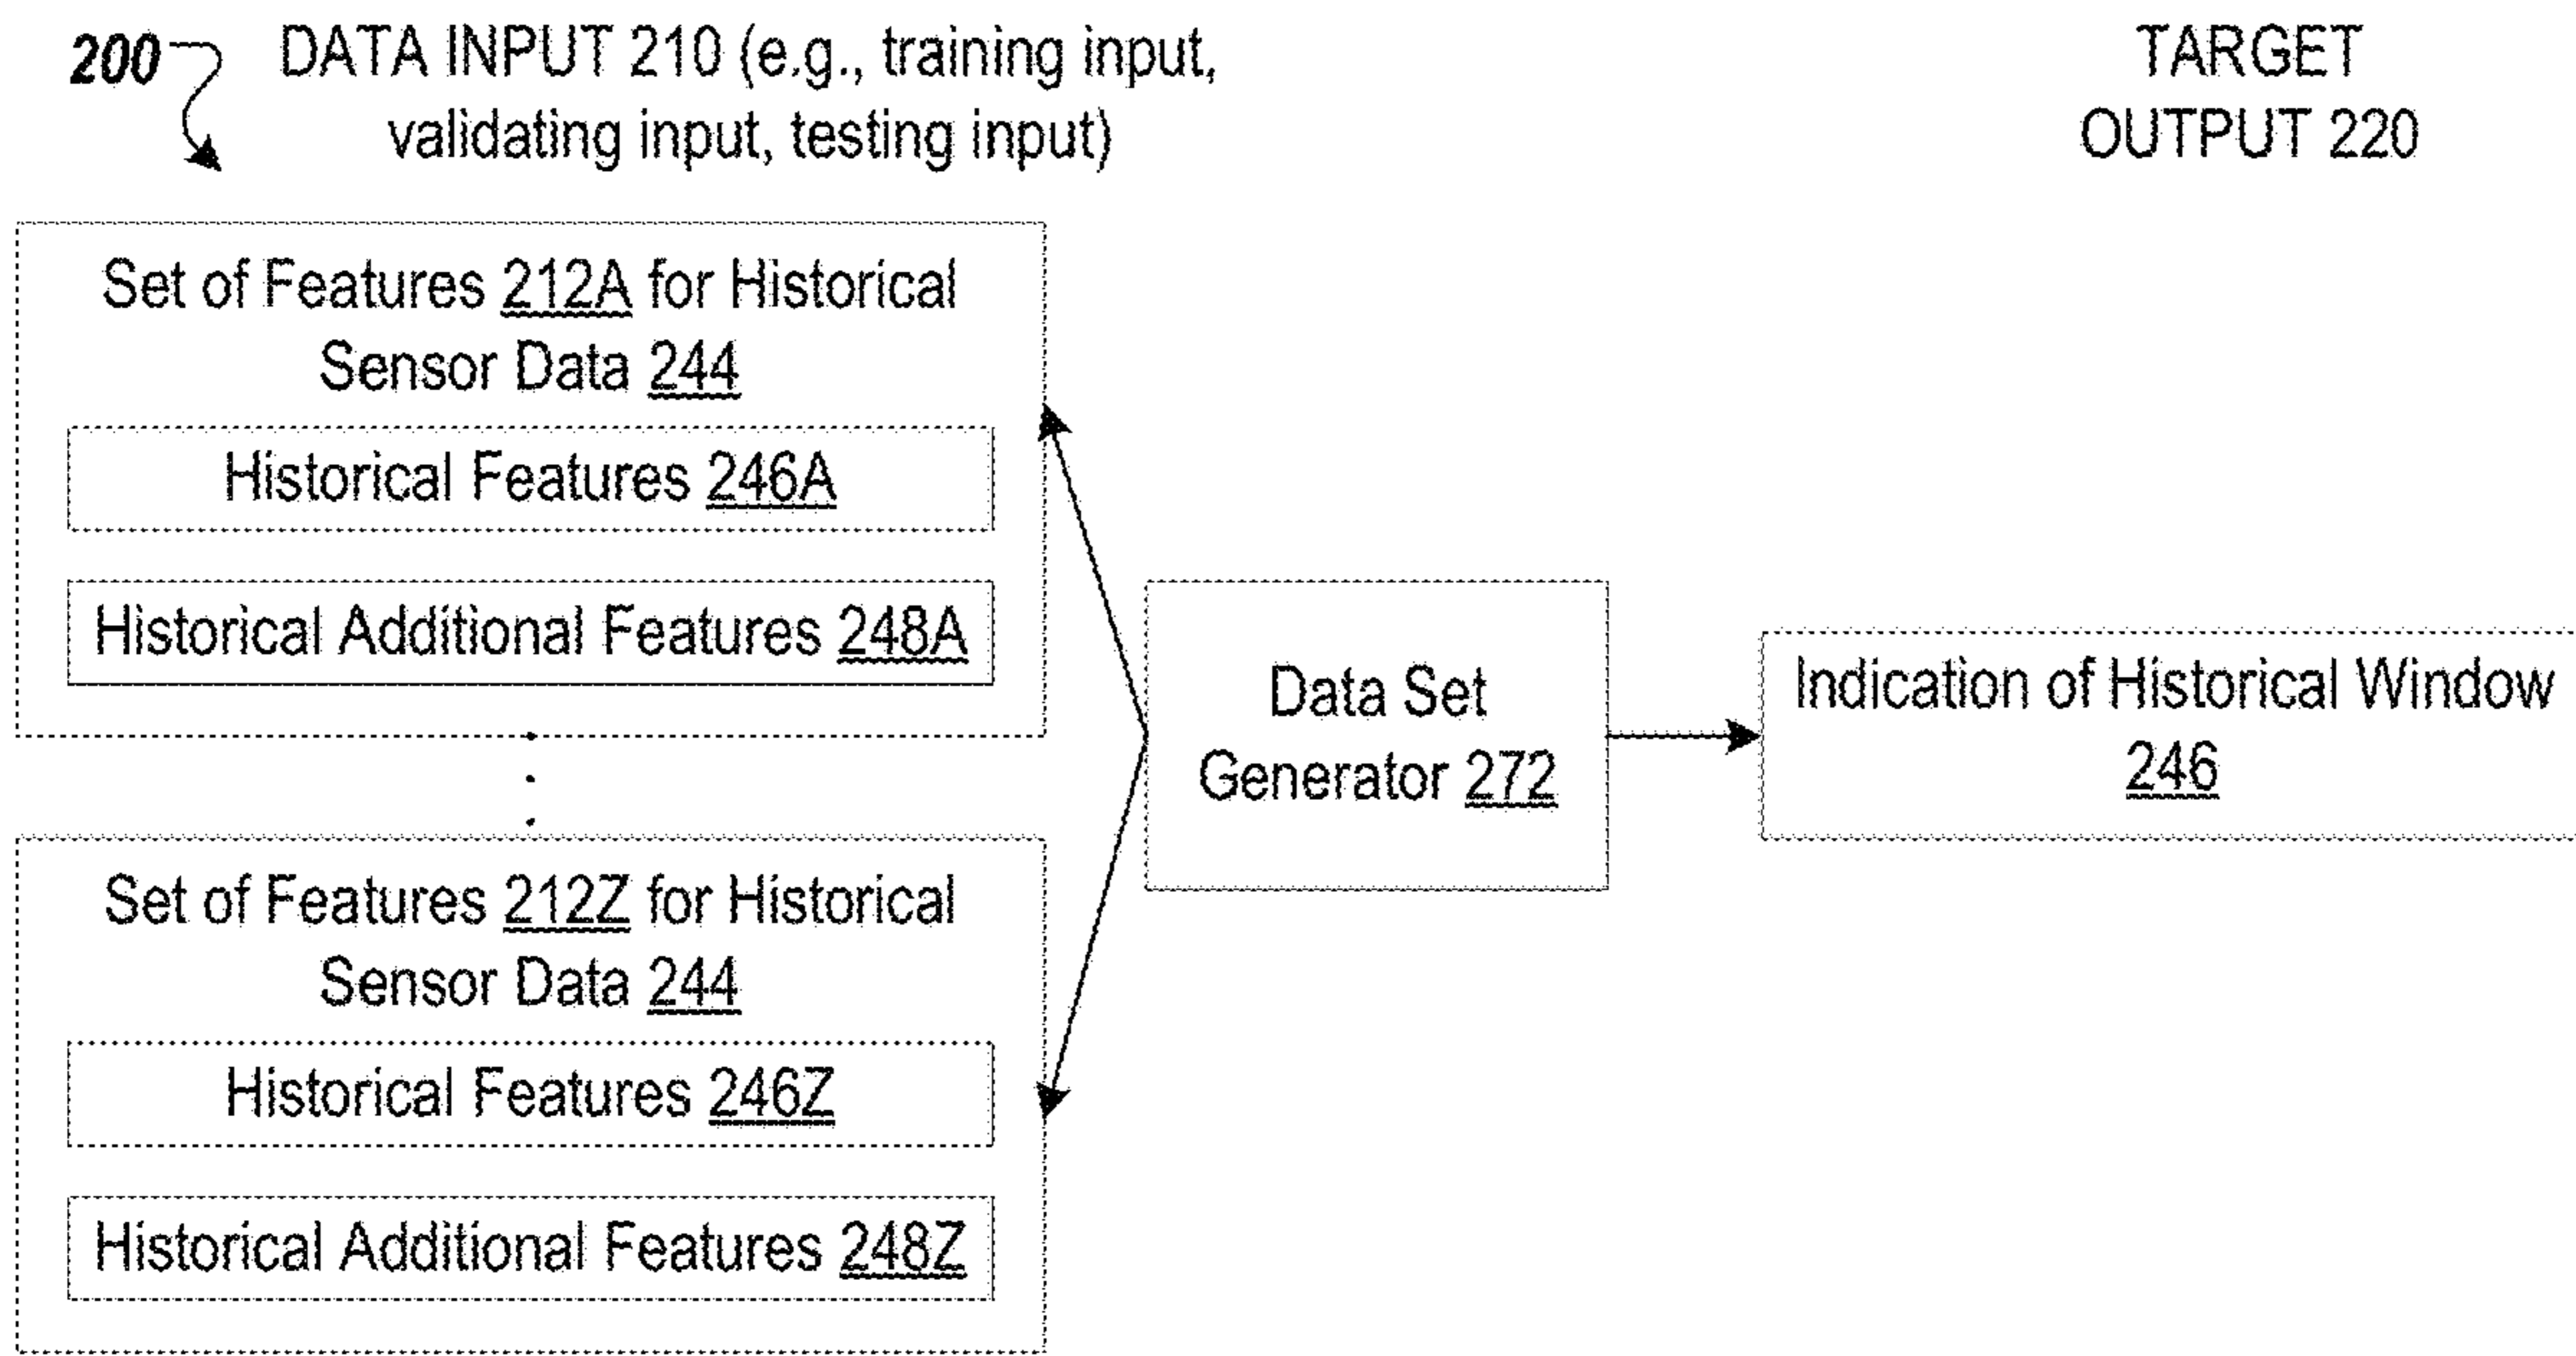 200
DATA INPUT 210 (e.g., training input,
validating input, testing input)
TARGET
OUTPUT 220
Set of Features 212A for Historical
Sensor Data 244
Historical Features 246A
Historical Additional Features 248A
Set of Features 212Z for Historical
Sensor Data 244
Historical Features 246Z
Historical Additional Features 248Z
Data Set
Generator 272
Indication of Historical Window
246